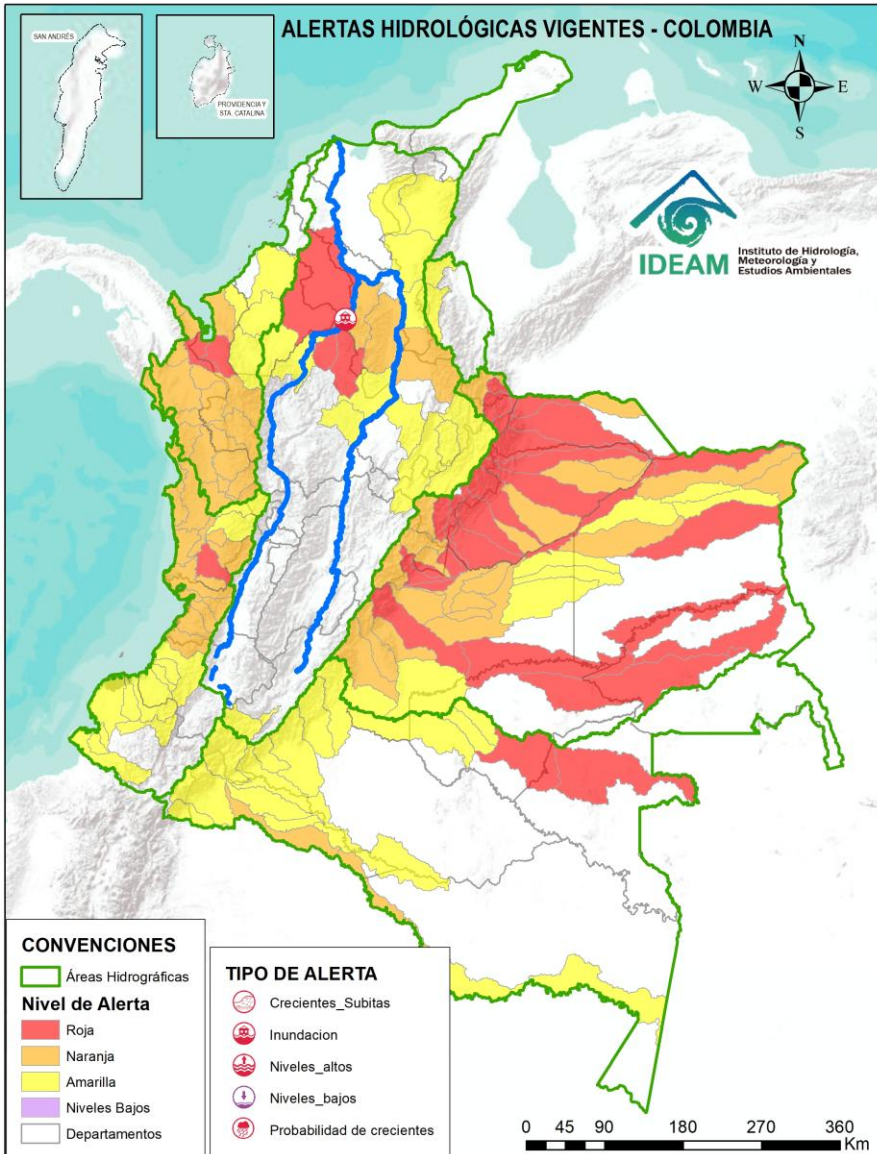 ALERTAS HIDROLÓGICAS VIGENTES - COLOMBIA
SAN ANDRÉS
PROVIDENCIA Y
STA. CATALINA
N
W
E
S
IDEAM
Instituto de Hidrología,
Meteorología y
Estudios Ambientales
CONVENCIONES
Áreas Hidrográficas
Nivel de Alerta
Roja
Naranja
Amarilla
Niveles Bajos
Departamentos
TIPO DE ALERTA
Crecientes_Subitas
Inundacion
Niveles_altos
Niveles_bajos
Probabilidad de crecientes
0 45 90 180 270 360
Km